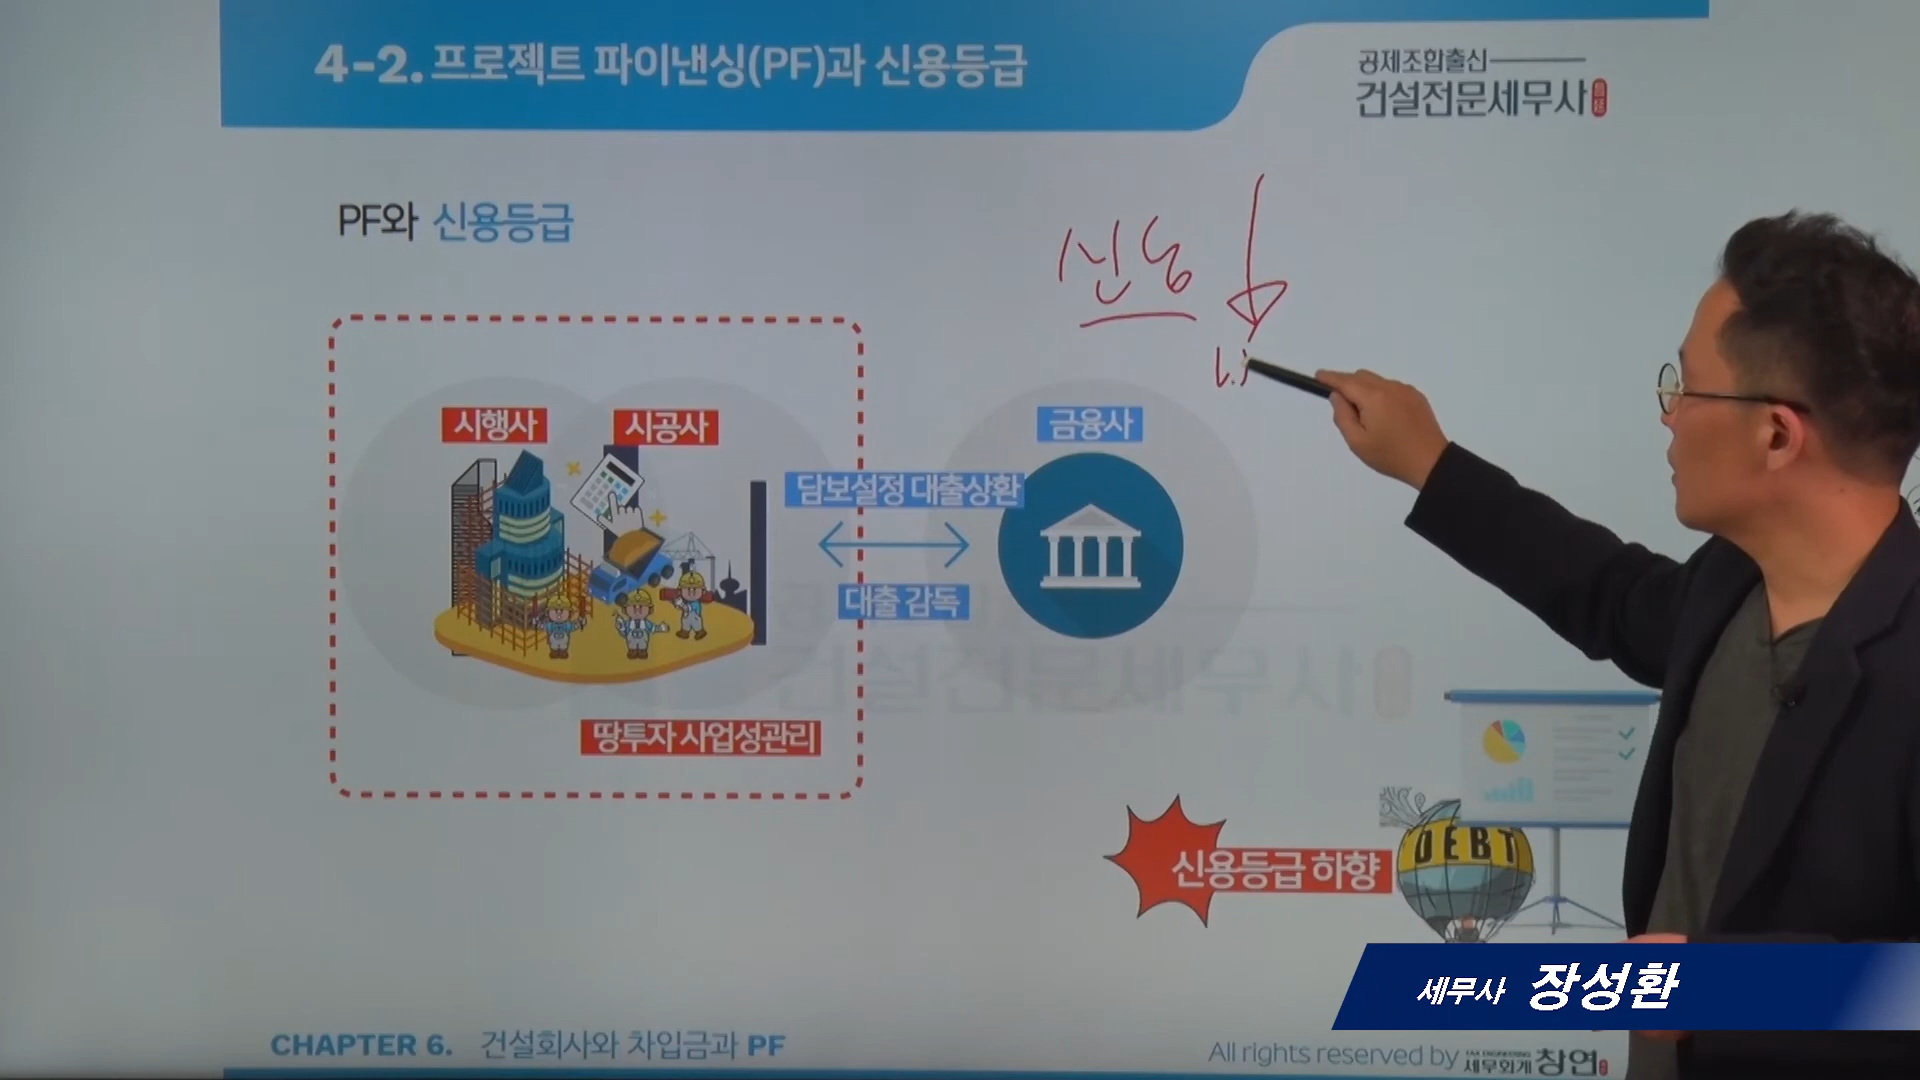 4-2. 프로젝트 파이낸싱(PF)과 신용등급
공제조합출신
건설전문세무사
PF와 신용등급
시행사
시공사
금융사
담보설정 대출상환
대출 감독
땅투자 사업성관리
신용등급 하향
DEBT
세무사 장성환
CHAPTER 6. 건설회사와 차입금과 PF
All rights reserved by
세무회계 창연